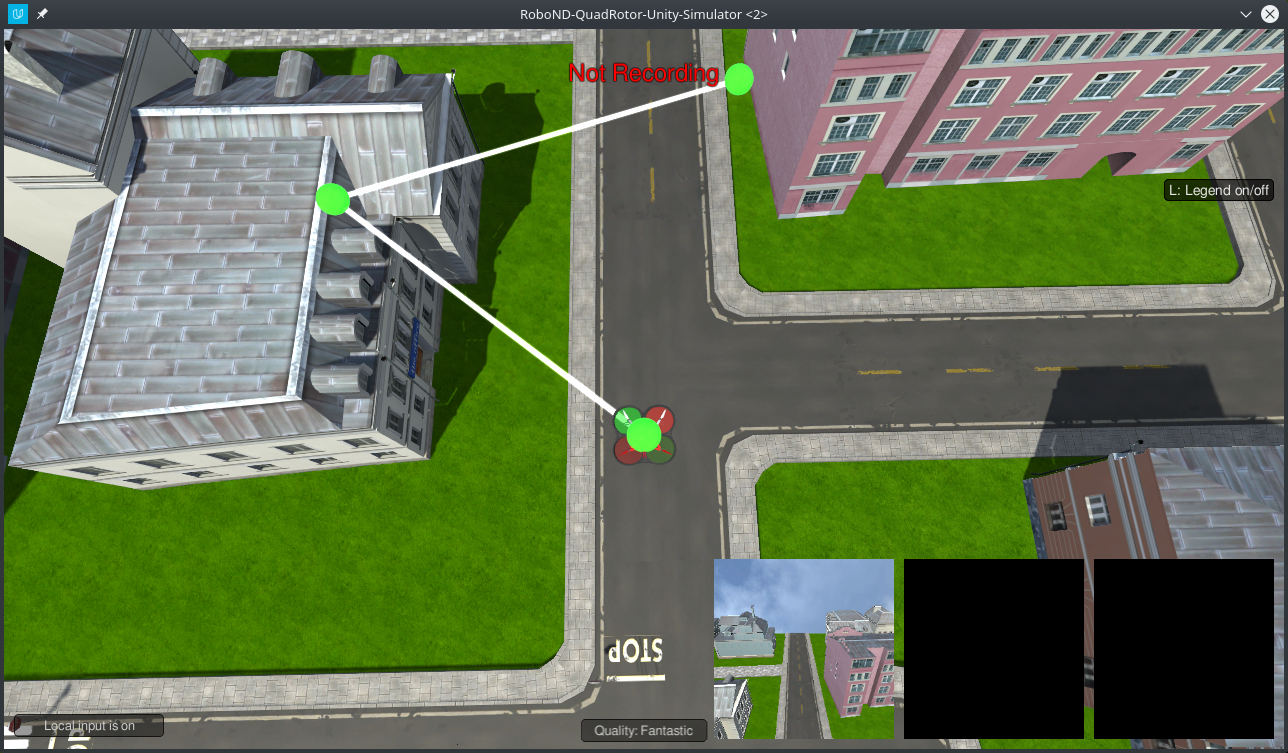 RoboND-QuadRotor-Unity-Simulator <2>
Not Recording
L: Legend on/off
STOP
Local input is on
Quality: Fantastic